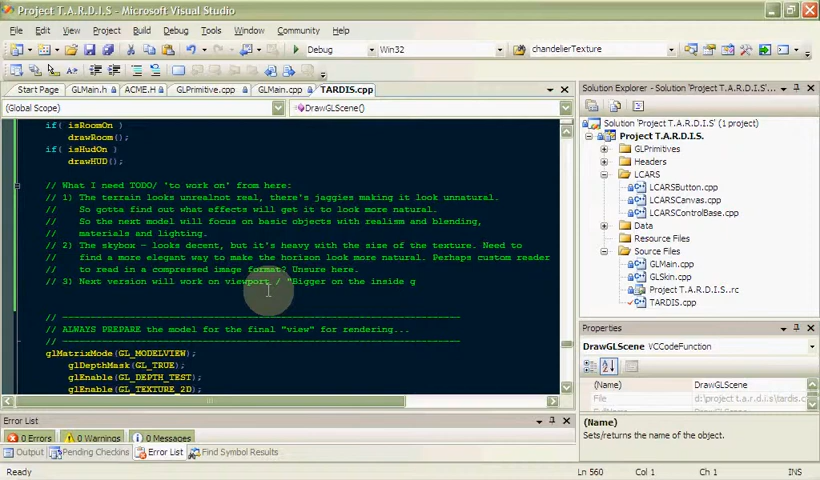 Project T.A.R.D.I.S - Microsoft Visual Studio
File Edit View Project Build Debug Tools Window Community Help
Debug Win32 chandelierTexture
Start Page GLMain.h ACME.H GLPrimitive.cpp GLMain.cpp TARDIS.cpp
(Global Scope) DrawGLScene()
if( isRoomOn )
drawRoom();
if( isHudOn )
drawHUD();
// What I need TODO/ 'to work on' from here:
// 1) The terrain looks unrealnot real, there's jaggies making it look unnatural.
// So gotta find out what effects will get it to look more natural.
// So the next model will focus on basic objects with realism and blending,
// materials and lighting.
// 2) The skybox - looks decent, but it's heavy with the size of the texture. Need to
// find a more elegant way to make the horizon look more natural. Perhaps custom reader
// to read in a compressed image format? Unsure here.
// 3) Next version will work on viewport / "Bigger on the inside g
// ALWAYS PREPARE the model for the final "view" for rendering...
glMatrixMode(GL_MODELVIEW);
glDepthMask(GL_TRUE);
glEnable(GL_DEPTH_TEST);
glEnable(GL_TEXTURE_2D)
Error List
0 Errors 0 Warnings 0 Messages
Output Pending Checkins Error List Find Symbol Results
Ready Ln 560 Col 1 Ch 1 INS
Solution Explorer - Solution 'Project T.A.R.D.I.S.'...
Solution 'Project T.A.R.D.I.S.' (1 project)
Project T.A.R.D.I.S.
GLPrimitives
Headers
LCARS
LCARSButton.cpp
LCARSCanvas.cpp
LCARSControlBase.cpp
Data
Resource Files
Source Files
GLMain.cpp
GLSkin.cpp
Project T.A.R.D.I.S..rc
TARDIS.cpp
Properties
DrawGLScene VCCodeFunction
(Name) DrawGLScene
File d:\project t.a.r.d.i.s\tardis.cpp
(Name)
Sets/returns the name of the object.